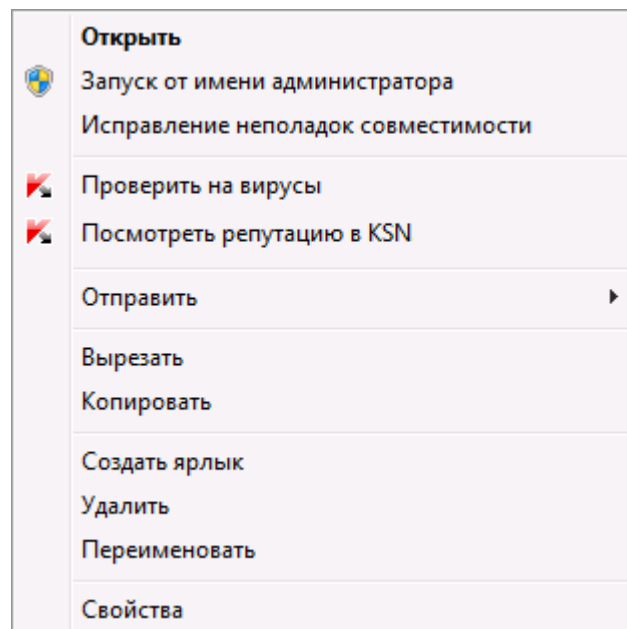 Открыть
Запуск от имени администратора
Исправление неполадок совместимости
Проверить на вирусы
Посмотреть репутацию в KSN
Отправить
Вырезать
Копировать
Создать ярлык
Удалить
Переименовать
Свойства